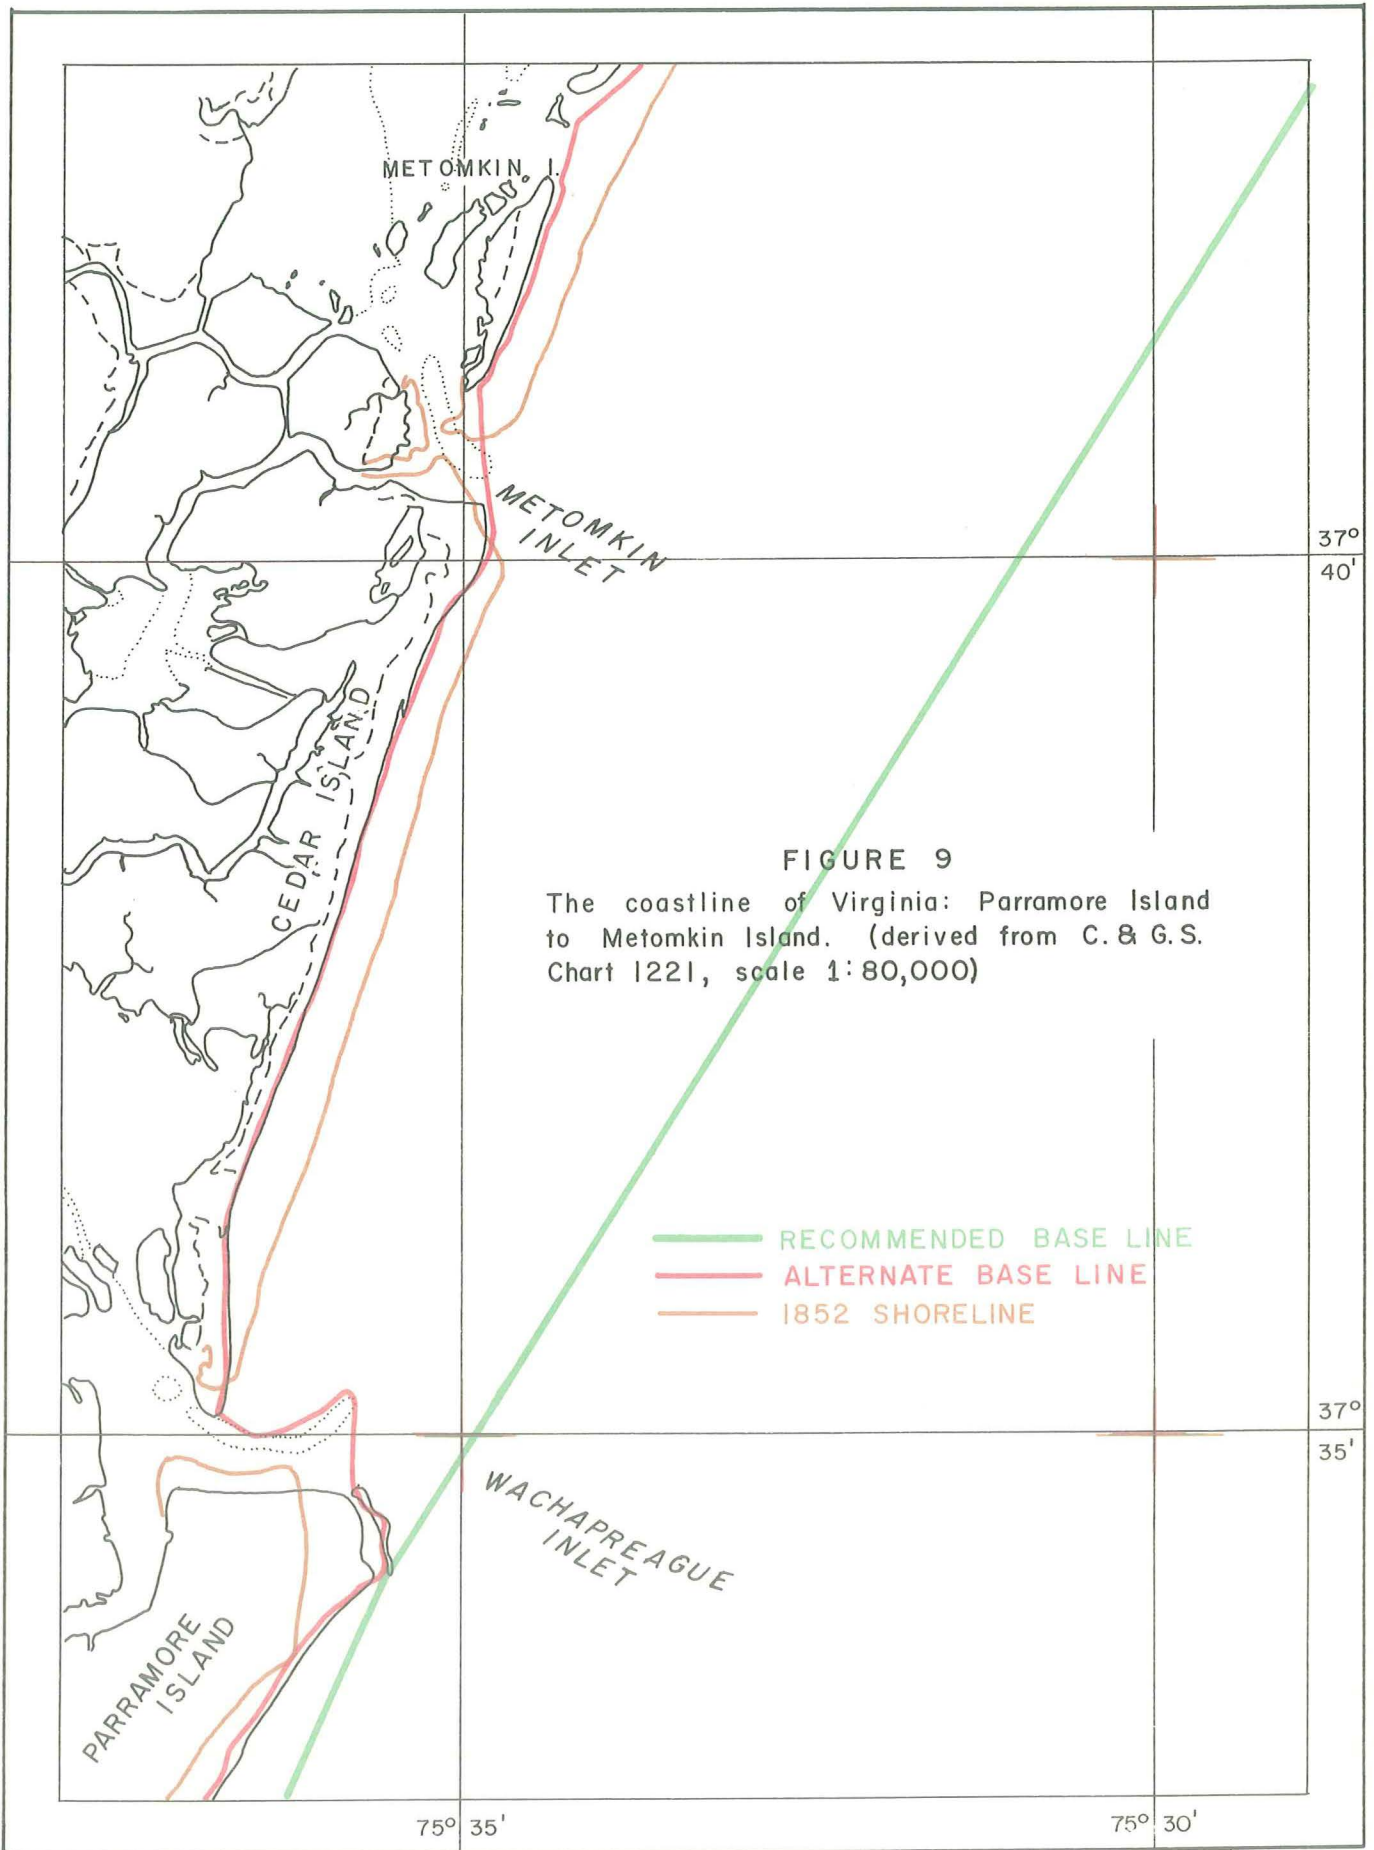 METOMKIN I.
METOMKIN
INLET
37°
40'
CEDAR ISLAND
FIGURE 9
The coastline of Virginia: Parramore Island
to Metomkin Island. (derived from C. & G. S.
Chart 1221, scale 1:80,000)
RECOMMENDED BASE LINE
ALTERNATE BASE LINE
1852 SHORELINE
37°
35'
WACHAPREAGUE
INLET
PARRAMORE
ISLAND
75° 35'
75° 30'